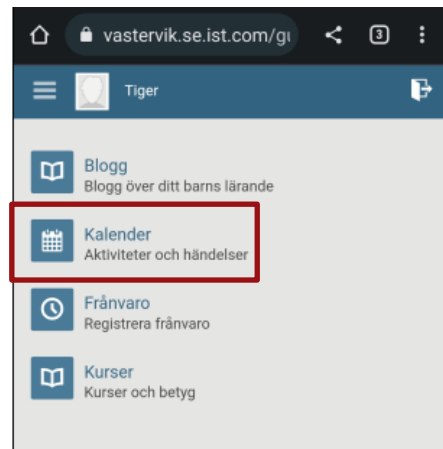 vastervik.se.ist.com/gu
3
Tiger
Blogg
Blogg över ditt barns lärande
Kalender
Aktiviteter och händelser
Frånvaro
Registrera frånvaro
Kurser
Kurser och betyg